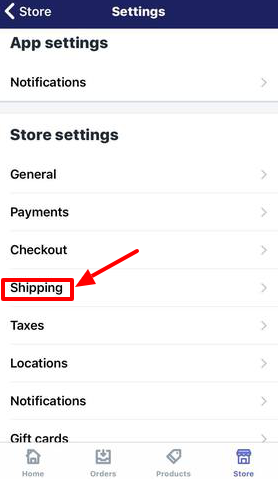 Store
Settings
App settings
Notifications
Store settings
General
Payments
Checkout
Shipping
Taxes
Locations
Notifications
Gift cards
Home
Orders
Products
Store